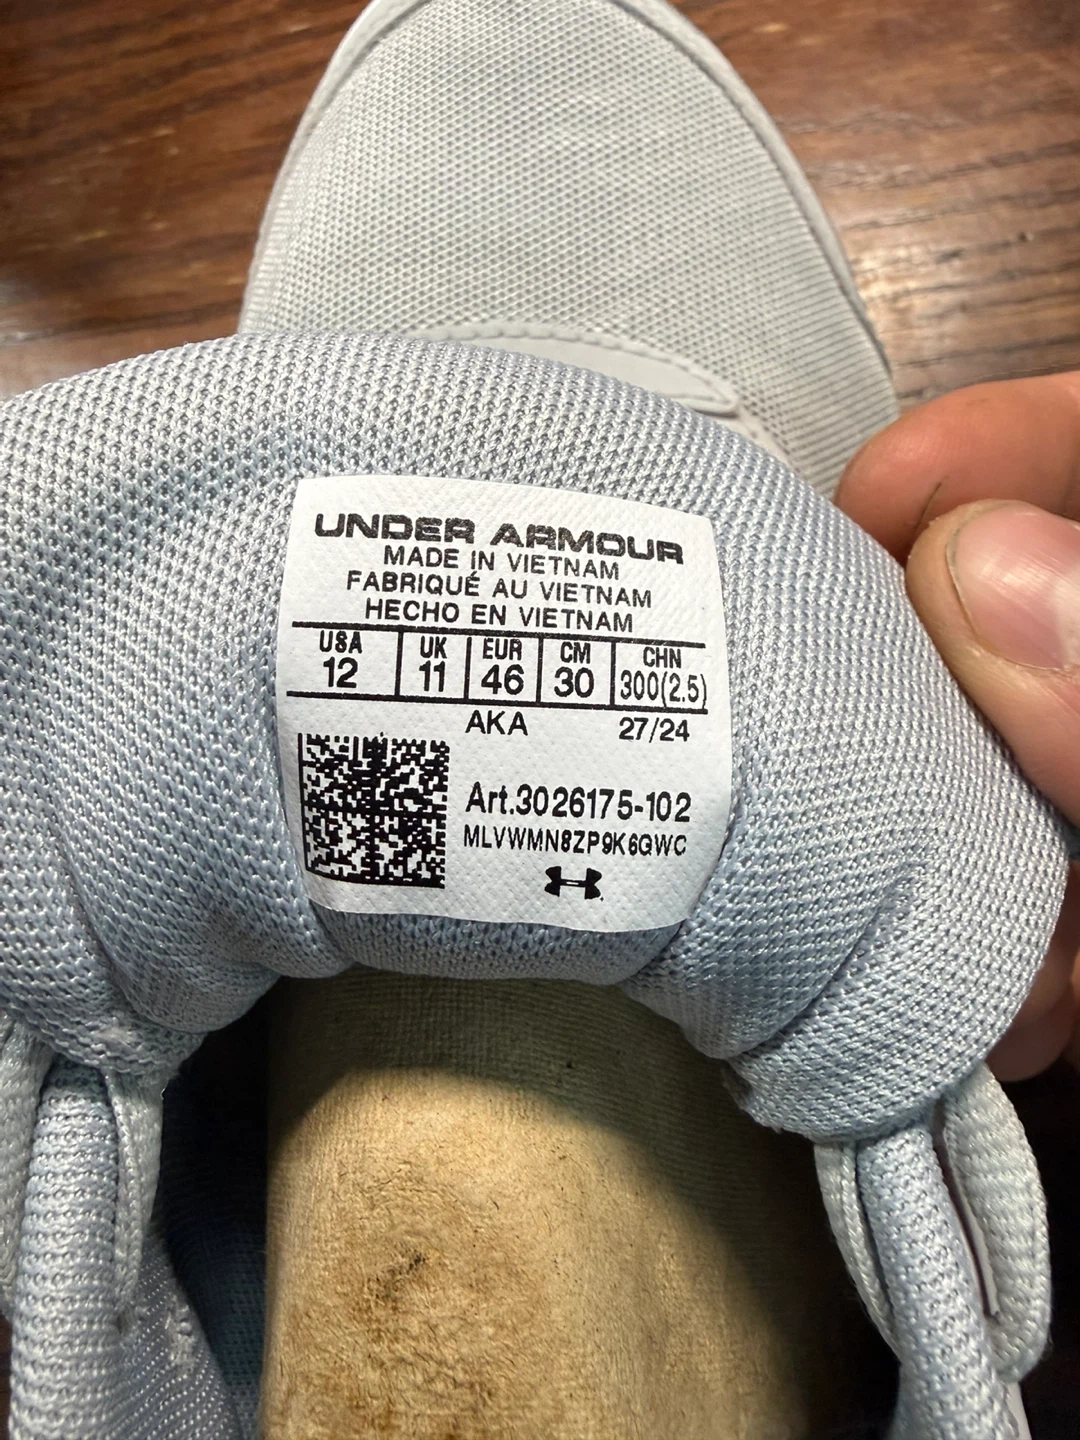 UNDER ARMOUR
MADE IN VIETNAM
FABRIQUÉ AU VIETNAM
HECHO EN VIETNAM
USA UK EUR CM CHN
12 11 46 30 300(2.5)
AKA 27/24
Art.3026175-102
MLVWMN8ZP9K6QWC